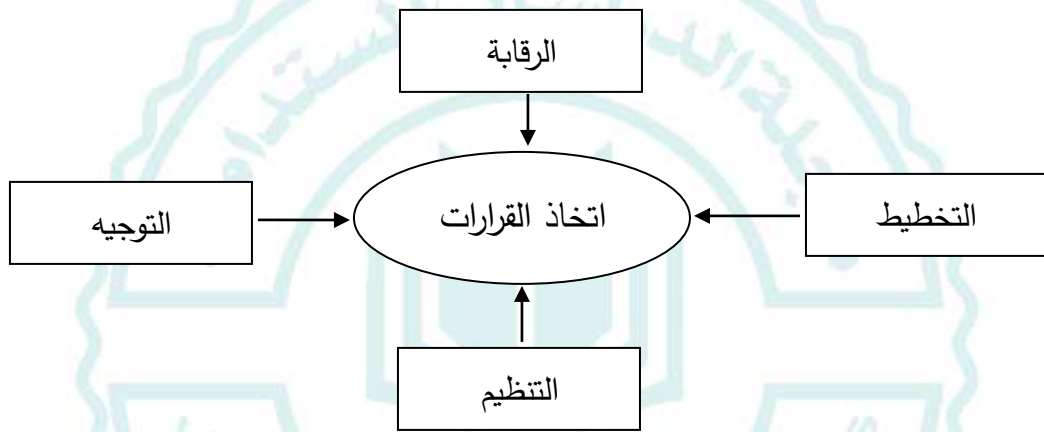 الرقابة
التخطيط
اتخاذ القرارات
التوجيه
التنظيم